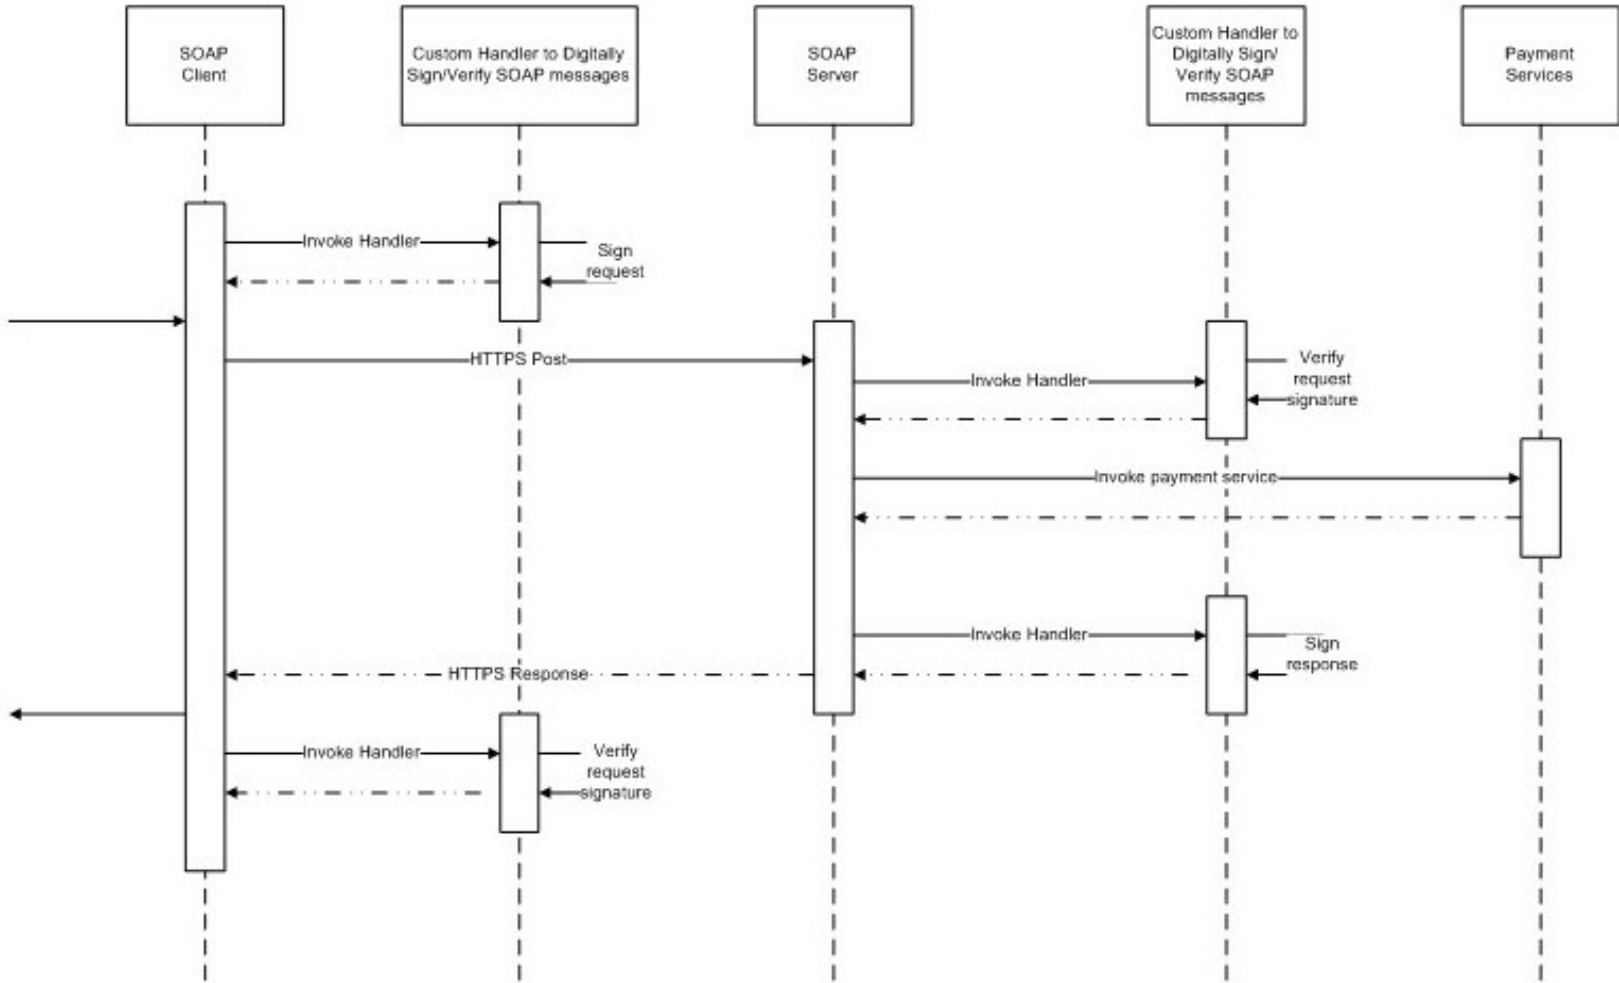 SOAP
Client
Custom Handler to Digitally
Sign/Verify SOAP messages
SOAP
Server
Custom Handler to
Digitally Sign/
Verify SOAP
messages
Payment
Services
Invoke Handler
Sign
request
HTTPS Post
Invoke Handler
Verify
request
signature
Invoke payment service
Invoke Handler
Sign
response
HTTPS Response
Invoke Handler
Verify
request
signature